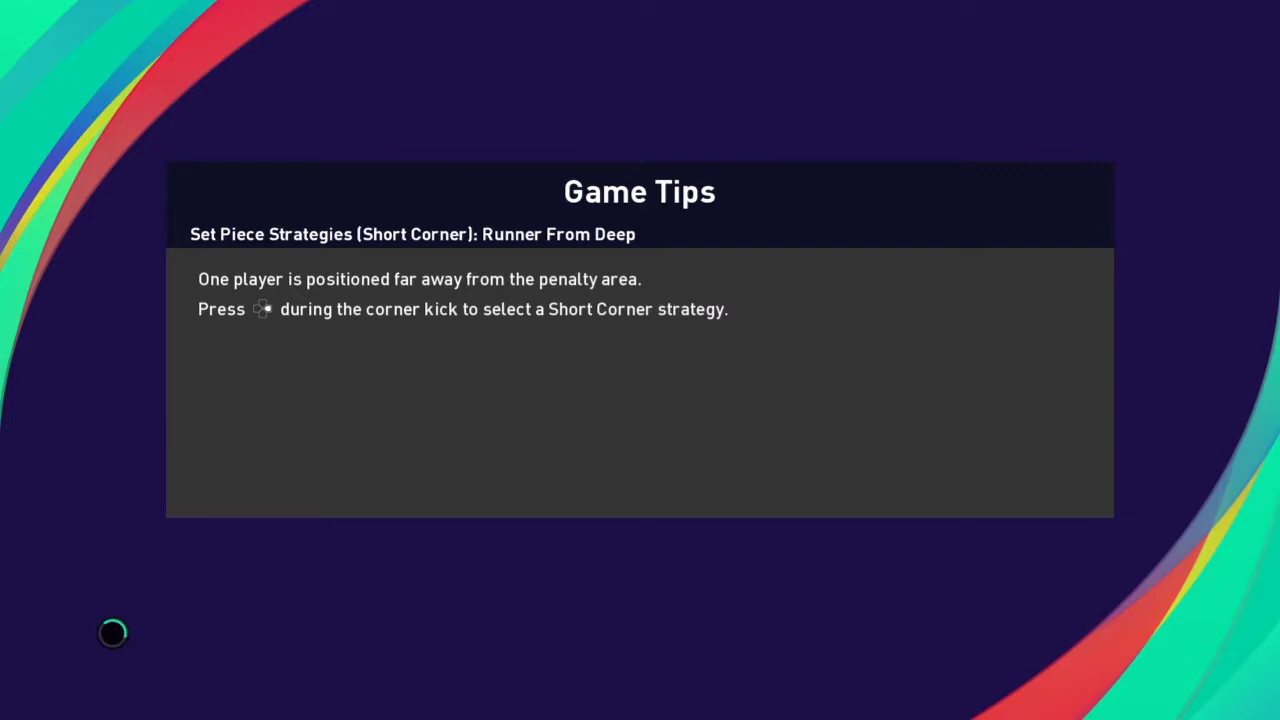 Game Tips
Set Piece Strategies (Short Corner): Runner From Deep
One player is positioned far away from the penalty area.
Press during the corner kick to select a Short Corner strategy.